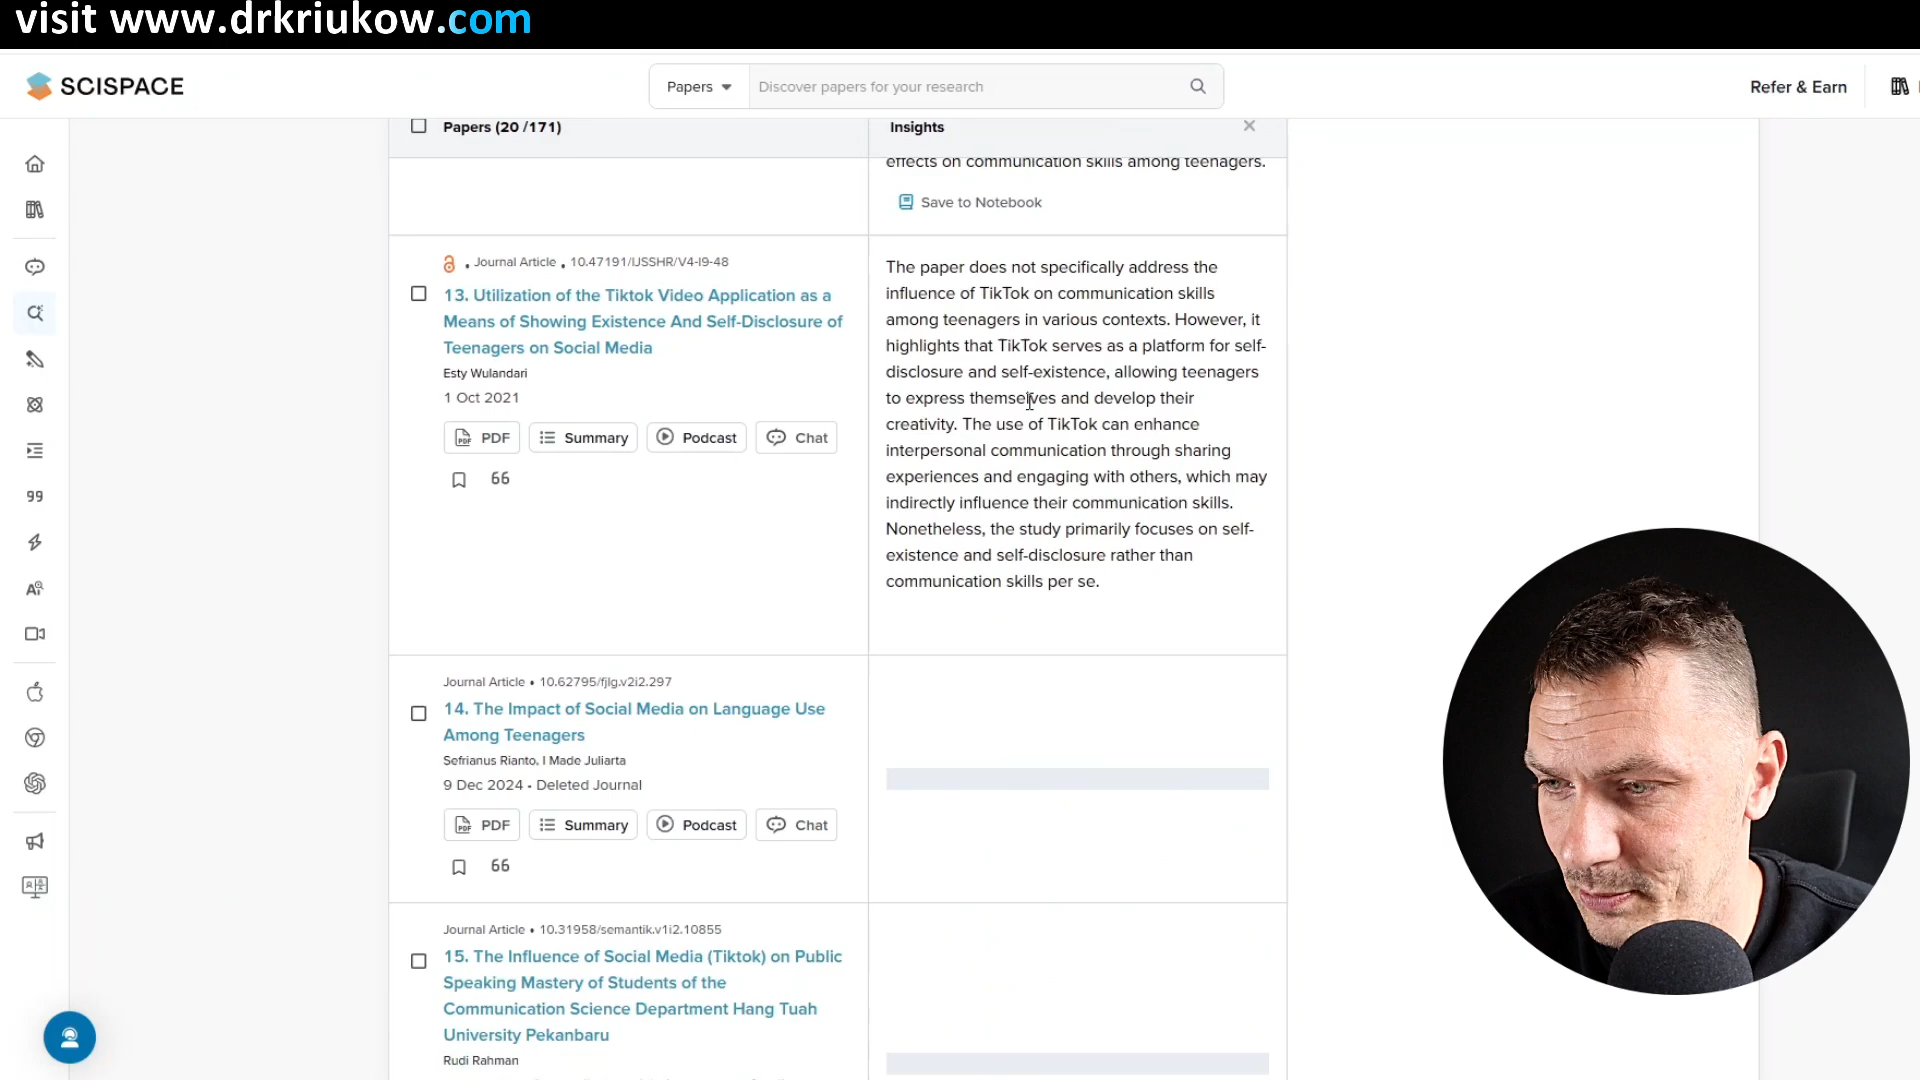 visit www.drkriukow.com
SCISPACE
Papers
Discover papers for your research
Refer & Earn
Papers (20 /171)
Insights
effects on communication skills among teenagers.
Save to Notebook
Journal Article • 10.47191/IJSSHR/V4-I9-48
13. Utilization of the Tiktok Video Application as a
Means of Showing Existence And Self-Disclosure of
Teenagers on Social Media
Esty Wulandari
1 Oct 2021
PDF
Summary
Podcast
Chat
The paper does not specifically address the
influence of TikTok on communication skills
among teenagers in various contexts. However, it
highlights that TikTok serves as a platform for self-
disclosure and self-existence, allowing teenagers
to express themselves and develop their
creativity. The use of TikTok can enhance
interpersonal communication through sharing
experiences and engaging with others, which may
indirectly influence their communication skills.
Nonetheless, the study primarily focuses on self-
existence and self-disclosure rather than
communication skills per se.
Journal Article • 10.62795/fjlg.v2i2.297
14. The Impact of Social Media on Language Use
Among Teenagers
Sefrianus Rianto, I Made Juliarta
9 Dec 2024 • Deleted Journal
PDF
Summary
Podcast
Chat
Journal Article • 10.31958/semantik.v1i2.10855
15. The Influence of Social Media (Tiktok) on Public
Speaking Mastery of Students of the
Communication Science Department Hang Tuah
University Pekanbaru
Rudi Rahman